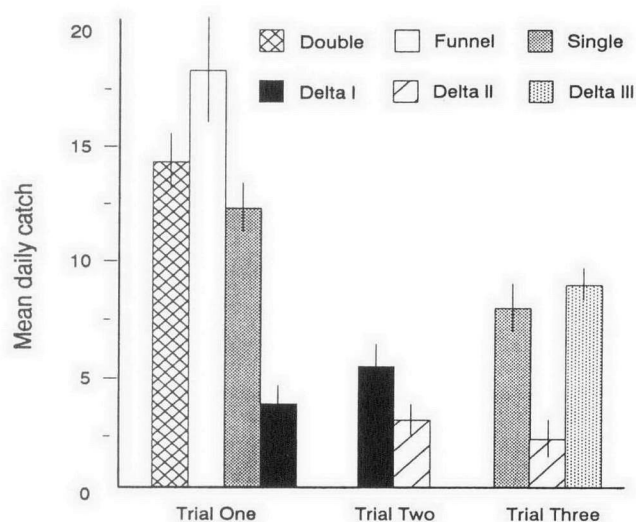 20
Double Funnel Single
Delta I Delta II Delta III
15
10
5
0
Mean daily catch
Trial One Trial Two Trial Three